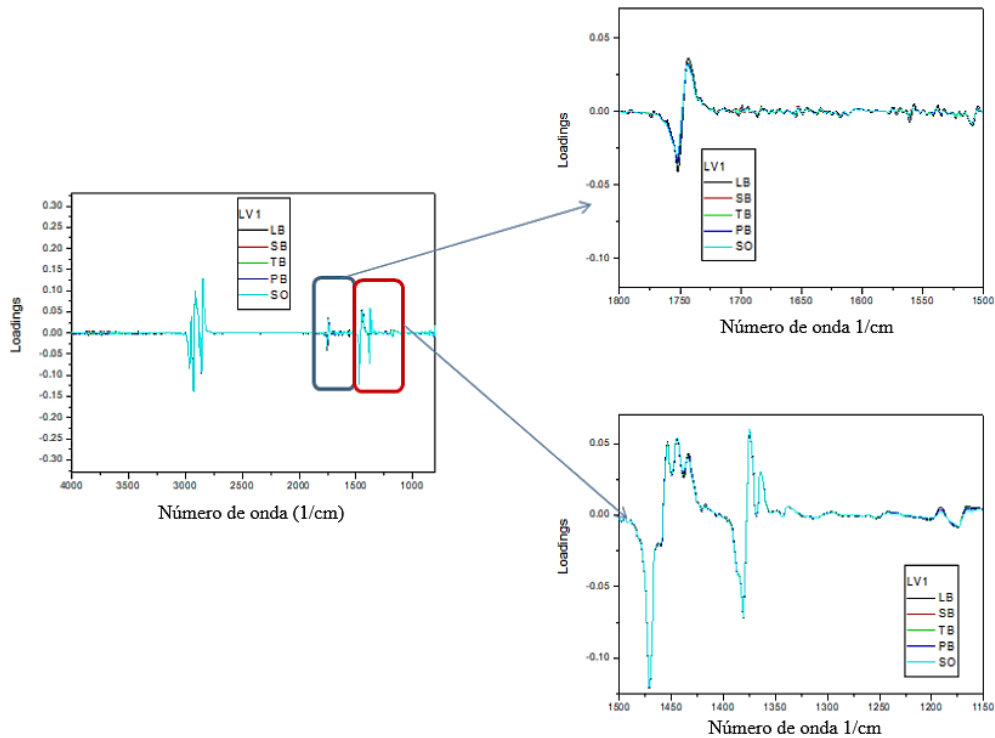 0.30
0.25
0.20
0.15
0.10
0.05
0.00
-0.05
-0.10
-0.15
-0.20
-0.25
-0.30
Loadings
LV1
LB
SB
TB
PB
SO
4000 3500 3000 2500 2000 1500 1000
Número de onda (1/cm)
0.05
0.00
-0.05
-0.10
Loadings
LV1
LB
SB
TB
PB
SO
1800 1750 1700 1650 1600 1550 1500
Número de onda 1/cm
0.05
0.00
-0.05
-0.10
Loadings
LV1
LB
SB
TB
PB
SO
1500 1450 1400 1350 1300 1250 1200 1150
Número de onda 1/cm